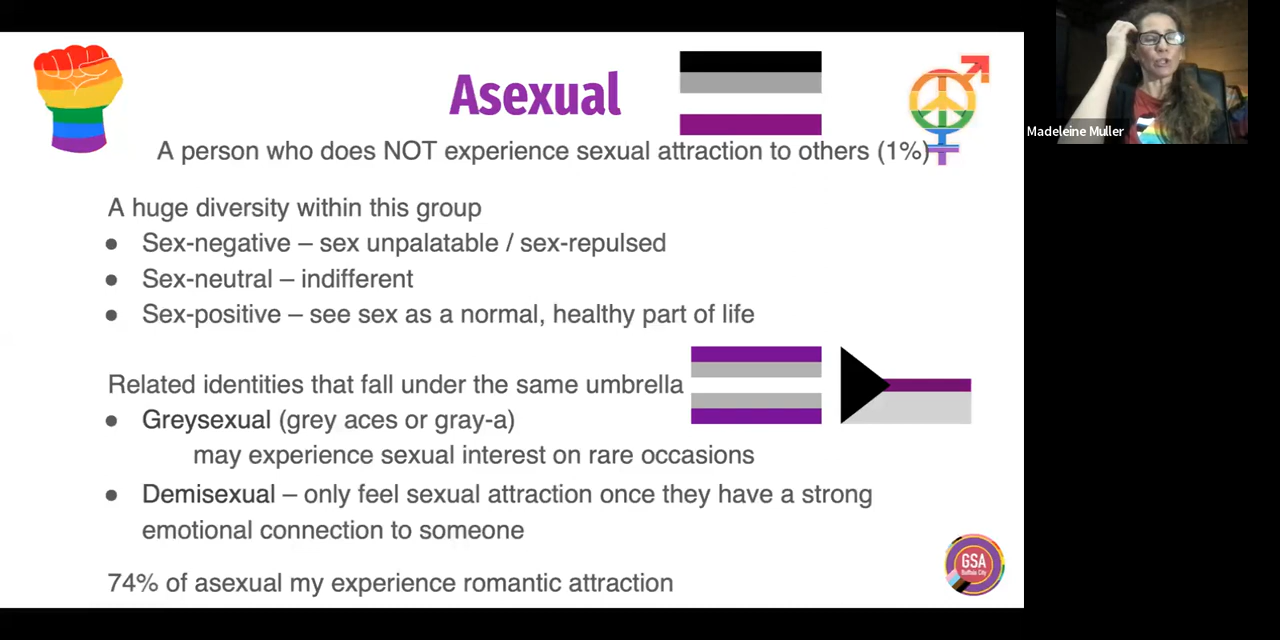 Asexual
A person who does NOT experience sexual attraction to others (1%)
A huge diversity within this group
● Sex-negative – sex unpalatable / sex-repulsed
● Sex-neutral – indifferent
● Sex-positive – see sex as a normal, healthy part of life
Related identities that fall under the same umbrella
● Greysexual (grey aces or gray-a)
may experience sexual interest on rare occasions
● Demisexual – only feel sexual attraction once they have a strong
emotional connection to someone
74% of asexual my experience romantic attraction
GSA
Buffalo City
Madeleine Muller